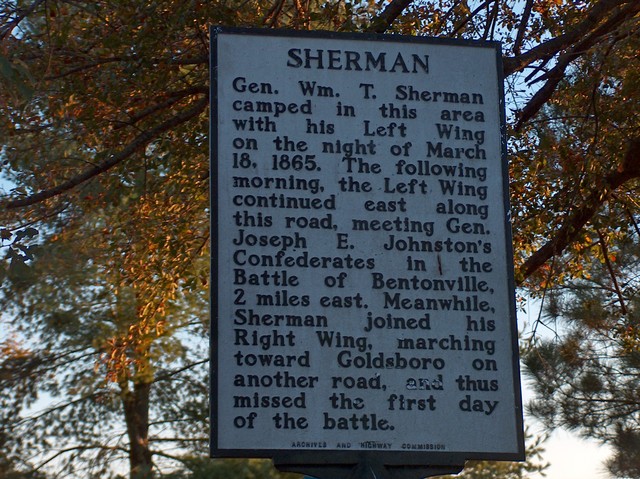 SHERMAN
Gen. Wm. T. Sherman
camped in this area
with his Left Wing
on the night of March
18, 1865. The following
morning, the Left Wing
continued east along
this road, meeting Gen.
Joseph E. Johnston's
Confederates in the
Battle of Bentonville,
2 miles east. Meanwhile,
Sherman joined his
Right Wing, marching
toward Goldsboro on
another road, and thus
missed the first day
of the battle.
ARCHIVES AND HIGHWAY COMMISSION